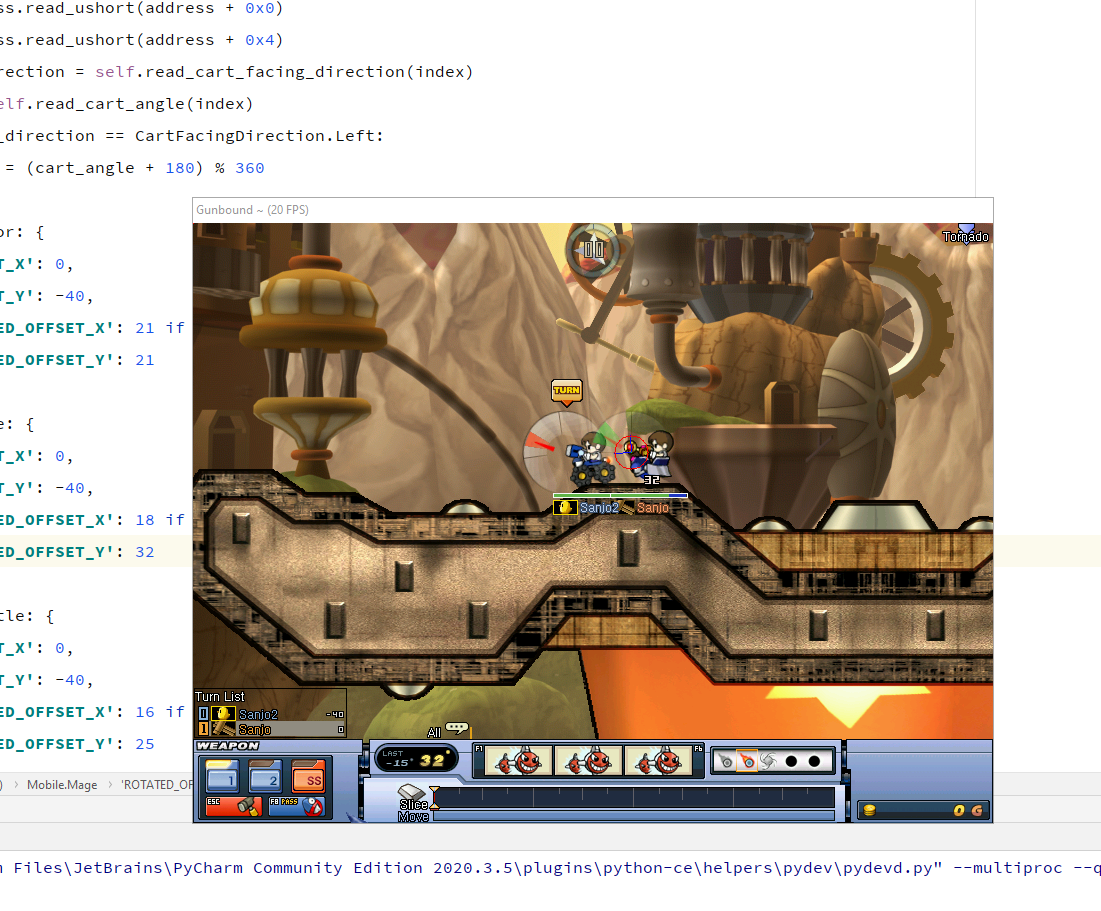 ss.read_ushort(address + 0x0)
ss.read_ushort(address + 0x4)
rection = self.read_cart_facing_direction(index)
elf.read_cart_angle(index)
_direction == CartFacingDirection.Left:
= (cart_angle + 180) % 360
Gunbound ~ (20 FPS)
or: {
T_X': 0,
T_Y': -40,
ED_OFFSET_X': 21 if
ED_OFFSET_Y': 21
e: {
T_X': 0,
T_Y': -40,
ED_OFFSET_X': 18 if
ED_OFFSET_Y': 32
tle: {
T_X': 0,
T_Y': -40,
ED_OFFSET_X': 16 if
ED_OFFSET_Y': 25
Tornado
TURN
32
Sanjo2 Sanjo
Turn List
0 Sanjo2 -40
1 Sanjo 0
All
WEAPON
1 2 SS
ESC F8 PASS
LAST
-15° 32°
F1 F6
Slice
Move
0 G
) › Mobile.Mage › 'ROTATED_OF
n Files\JetBrains\PyCharm Community Edition 2020.3.5\plugins\python-ce\helpers\pydev\pydevd.py" --multiproc --q